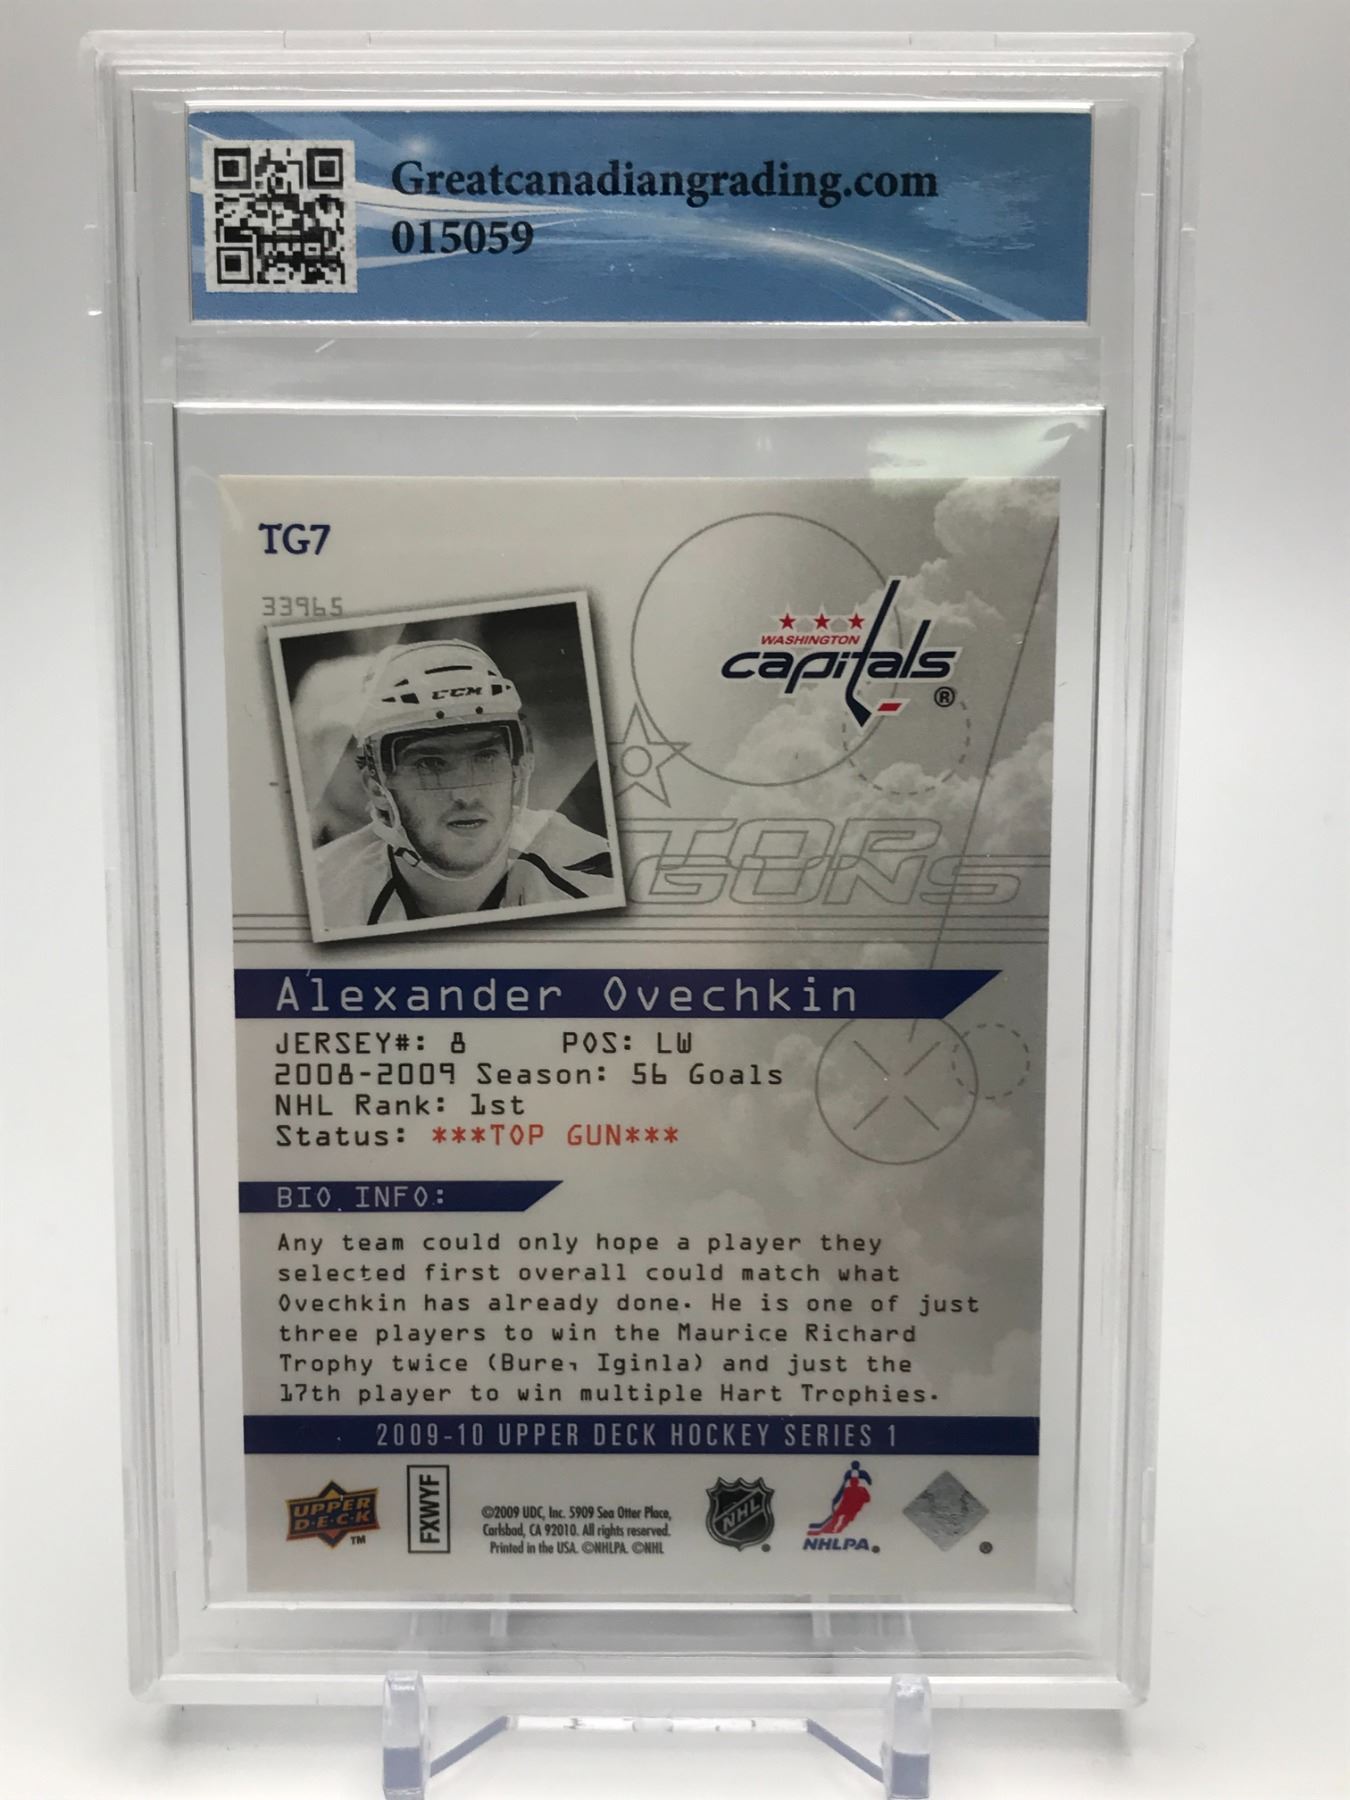 Greatcanadiangrading.com
015059
TG7
33965
CCM
WASHINGTON
capitals
®
TOP
GUNS
Alexander Ovechkin
JERSEY#: 8 POS: LW
2008-2009 Season: 56 Goals
NHL Rank: 1st
Status: ***TOP GUN***
BIO. INFO:
Any team could only hope a player they
selected first overall could match what
Ovechkin has already done. He is one of just
three players to win the Maurice Richard
Trophy twice (Bure, Iginla) and just the
17th player to win multiple Hart Trophies.
2009-10 UPPER DECK HOCKEY SERIES 1
UPPER
D·E·C·K
TM
FXWYF
©2009 UDC, Inc. 5909 Sea Otter Place,
Carlsbad, CA 92010. All rights reserved.
Printed in the USA. ©NHLPA. ©NHL
NHL
NHLPA